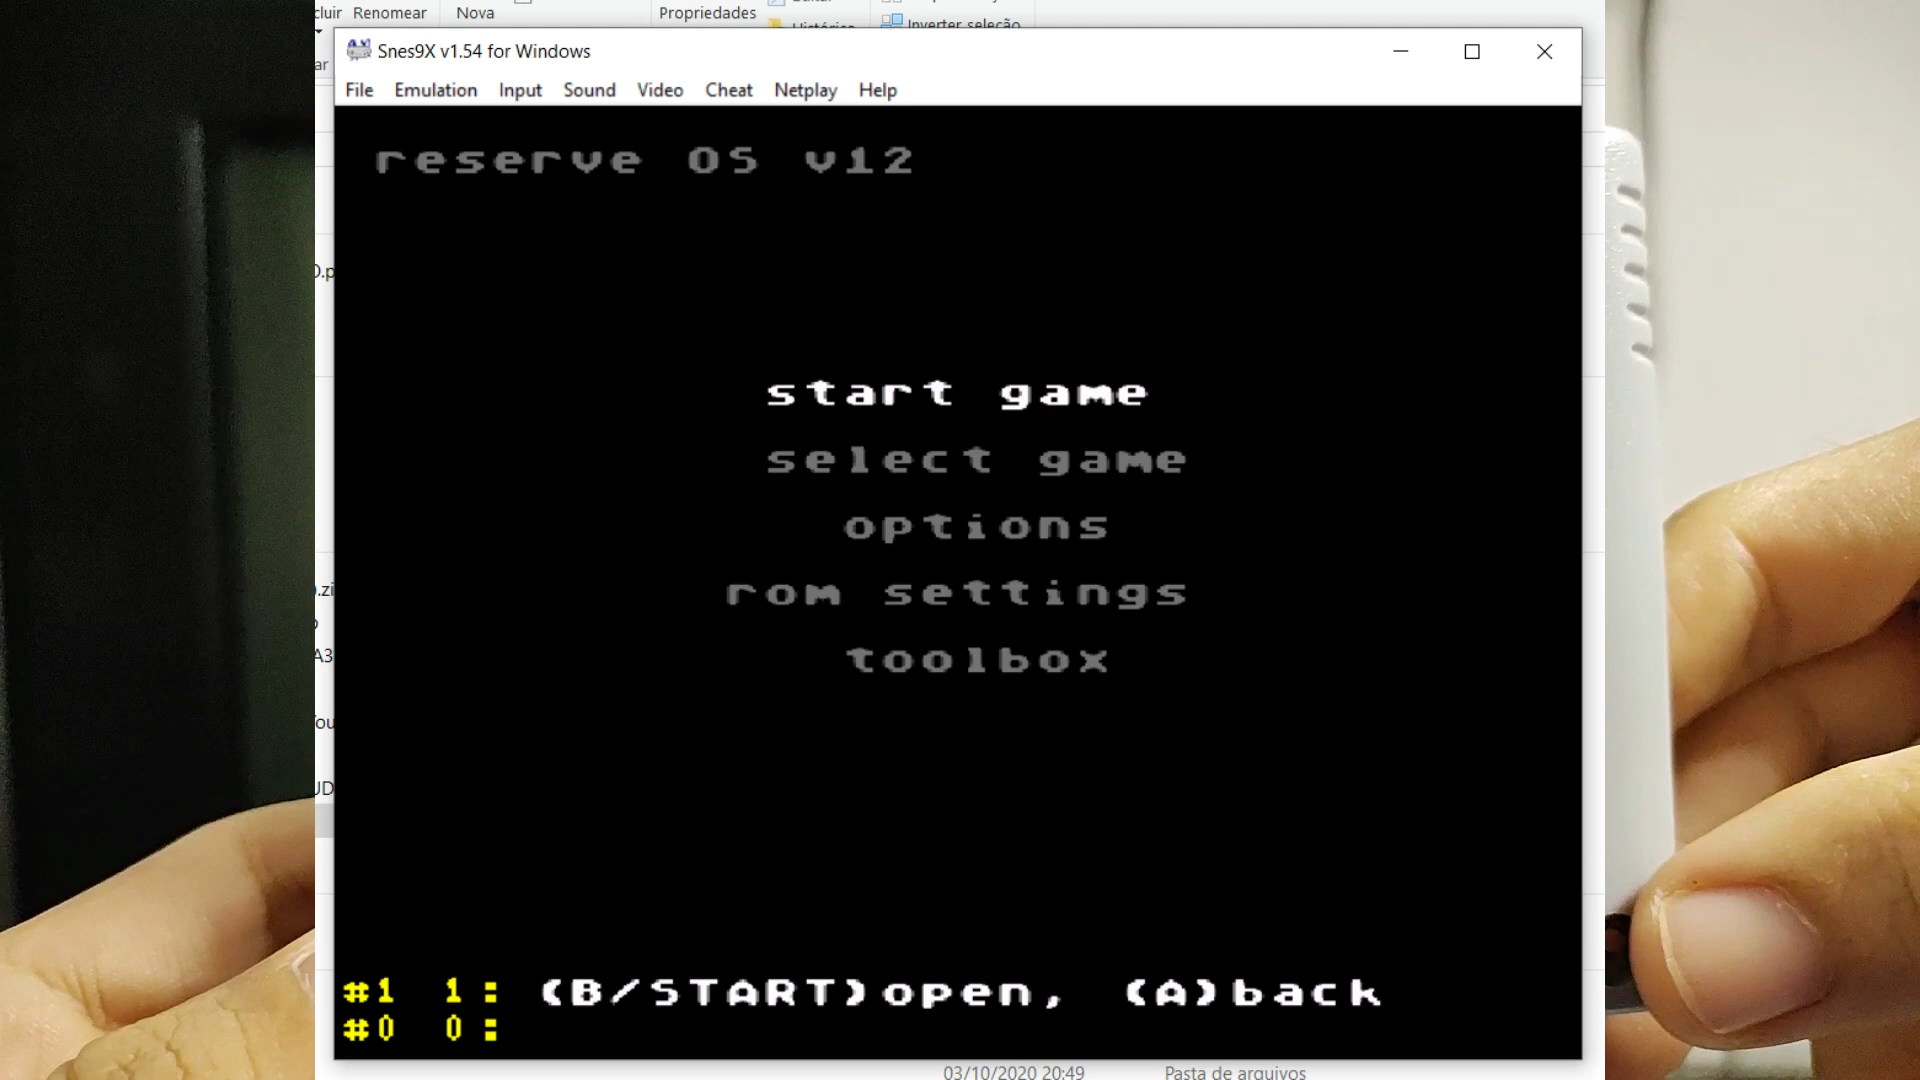 Renomear Nova Propriedades Inverter seleção
Snes9X v1.54 for Windows
File Emulation Input Sound Video Cheat Netplay Help
reserve OS v12
start game
select game
options
rom settings
toolbox
#1 1: (B/START)open, (A)back
#0 0:
03/10/2020 20:49 Pasta de arquivos